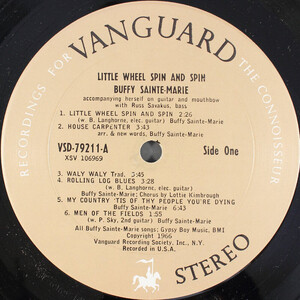 RECORDINGS FOR VANGUARD THE CONNOISSEUR
LITTLE WHEEL SPIN AND SPIN
BUFFY SAINTE-MARIE
accompanying herself on guitar and mouthbow
with Russ Savakus, bass
VSD-79211-A
XSV 106969
Side One
1. LITTLE WHEEL SPIN AND SPIN 2:26
(w. B. Langhorne, elec. guitar) Buffy Sainte-Marie
2. HOUSE CARPENTER 3:43
arr. & new words, Buffy Sainte-Marie
3. WALY WALY Trad. 3:45
4. ROLLING LOG BLUES 3:28
(w. B. Langhorne, elec. guitar)
Buffy Sainte-Marie; Chorus by Lottie Kimbrough
5. MY COUNTRY 'TIS OF THY PEOPLE YOU'RE DYING
Buffy Sainte-Marie 6:43
6. MEN OF THE FIELDS 1:55
(w. P. Sky, 2nd guitar) Buffy Sainte-Marie
All Buffy Sainte-Marie songs; Gypsy Boy Music, BMI
Copyright 1966
Vanguard Recording Society, Inc., N.Y.
Recorded in U.S.A.
STEREO